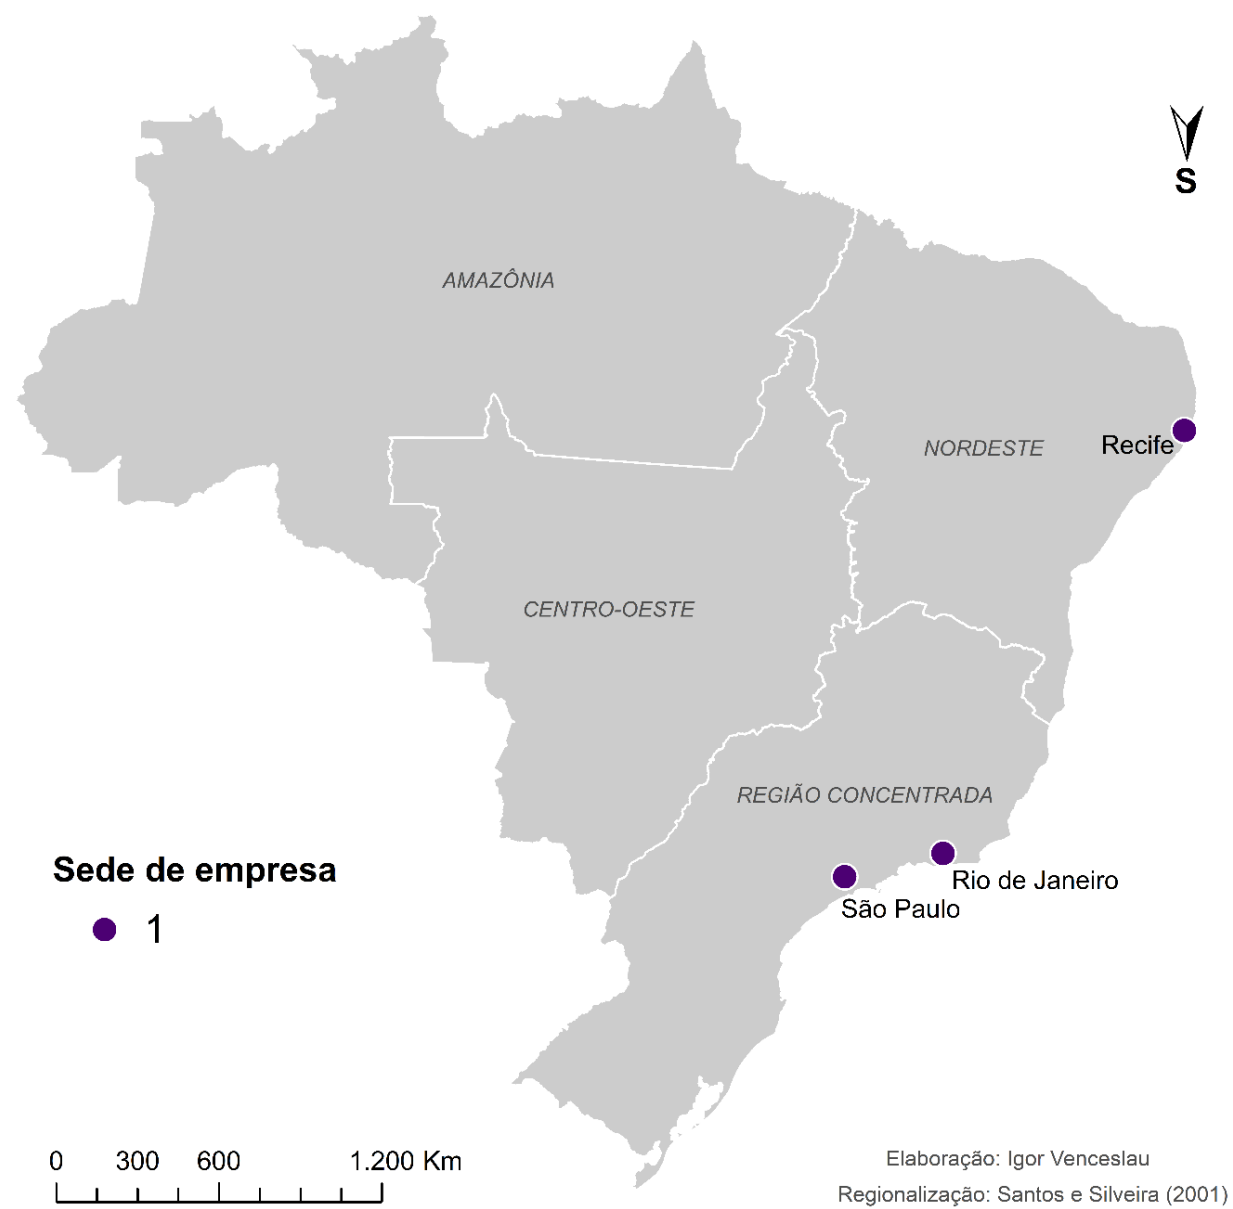 S
AMAZÔNIA
NORDESTE
Recife
CENTRO-OESTE
REGIÃO CONCENTRADA
Rio de Janeiro
São Paulo
Sede de empresa
1
0 300 600 1.200 Km
Elaboração: Igor Venceslau
Regionalização: Santos e Silveira (2001)